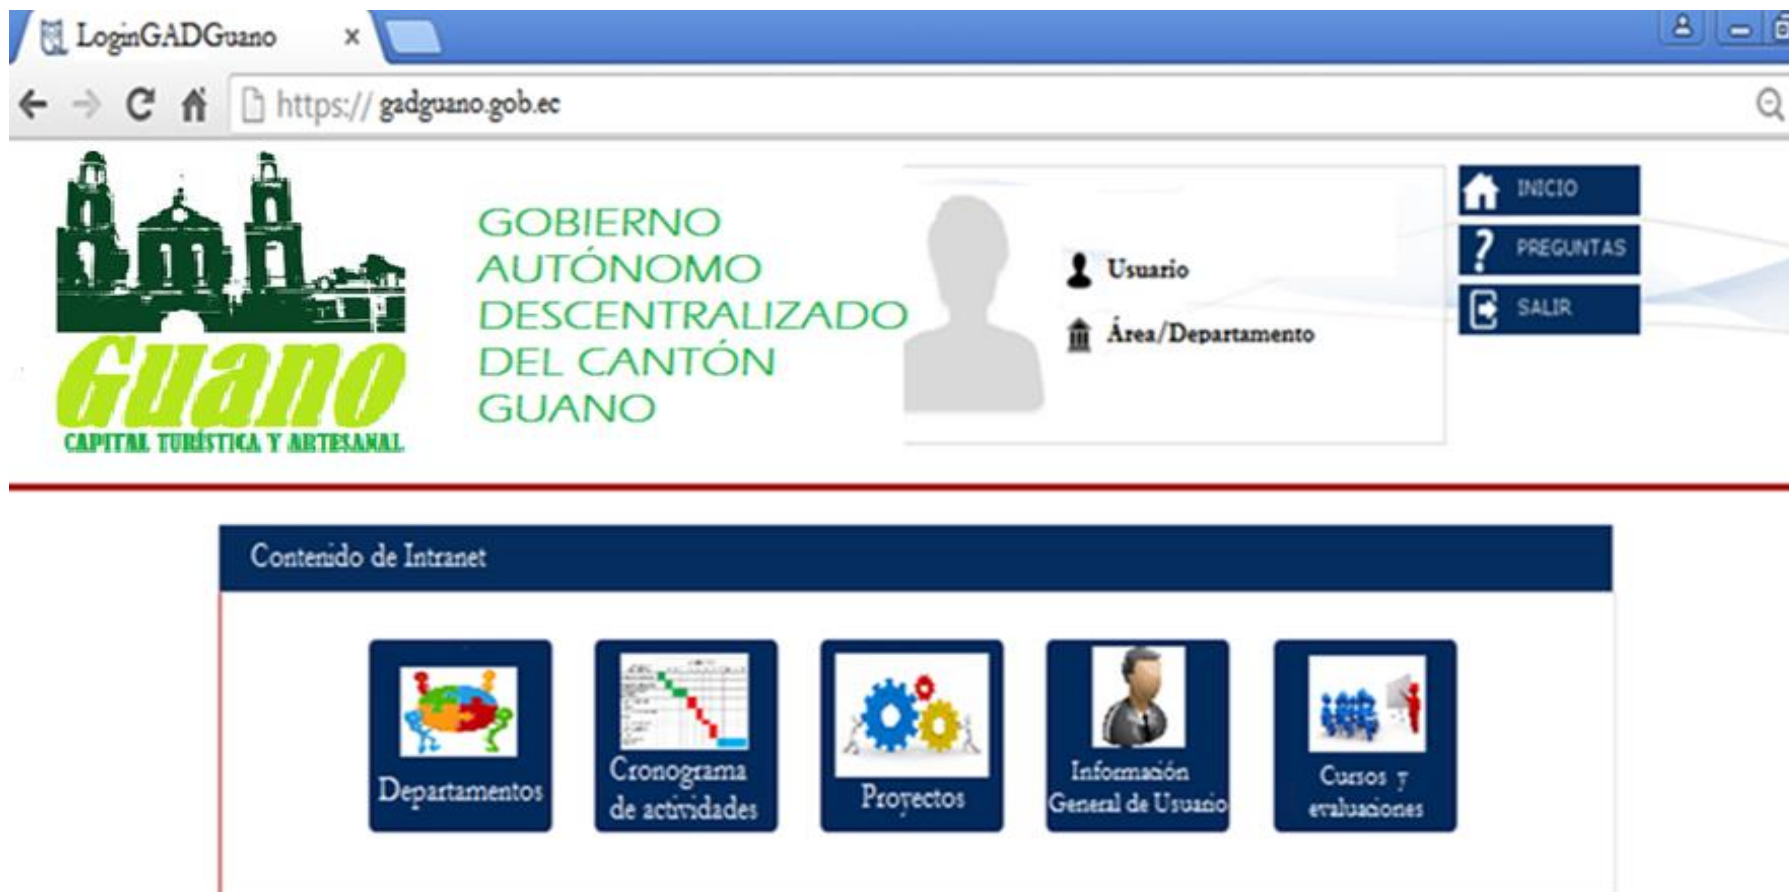 LoginGADGuano
https:// gadguano.gob.ec
Guano
CAPITAL TURÍSTICA Y ARTESANAL
GOBIERNO
AUTÓNOMO
DESCENTRALIZADO
DEL CANTÓN
GUANO
Usuario
Área/Departamento
INICIO
PREGUNTAS
SALIR
Contenido de Intranet
Departamentos
Cronograma
de actividades
Proyectos
Información
General de Usuario
Cursos y
evaluaciones